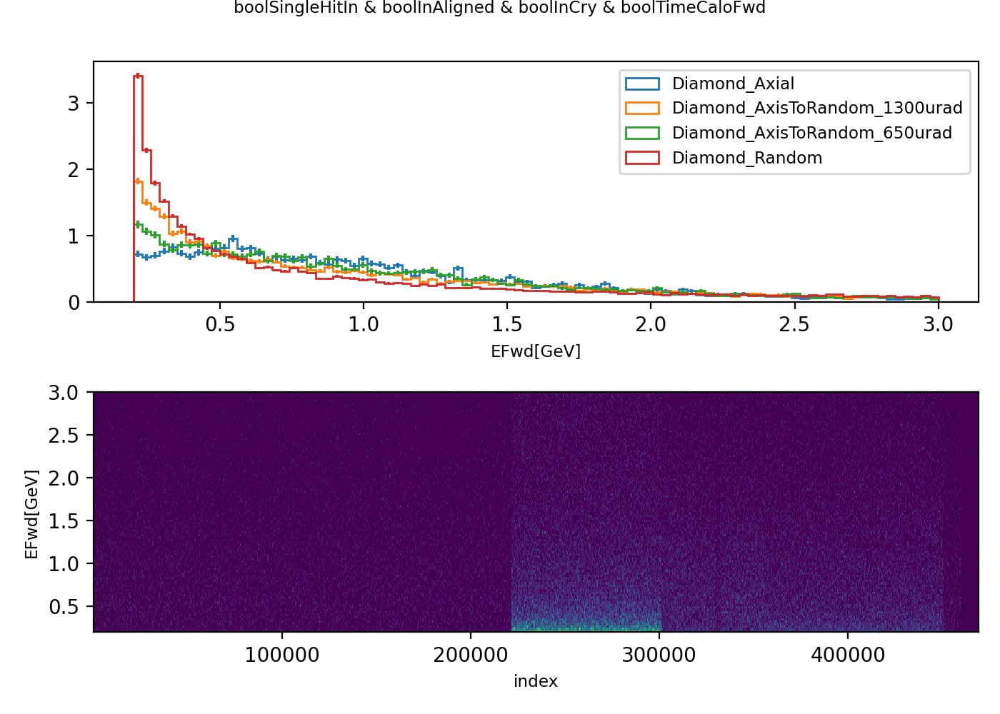 boolSingleHitIn & boolInAligned & boolInCry & boolTimeCaloFwd
3
2
1
0
Diamond_Axial
Diamond_AxisToRandom_1300urad
Diamond_AxisToRandom_650urad
Diamond_Random
0.5 1.0 1.5 2.0 2.5 3.0
EFwd[GeV]
3.0
2.5
2.0
1.5
1.0
0.5
EFwd[GeV]
100000 200000 300000 400000
index